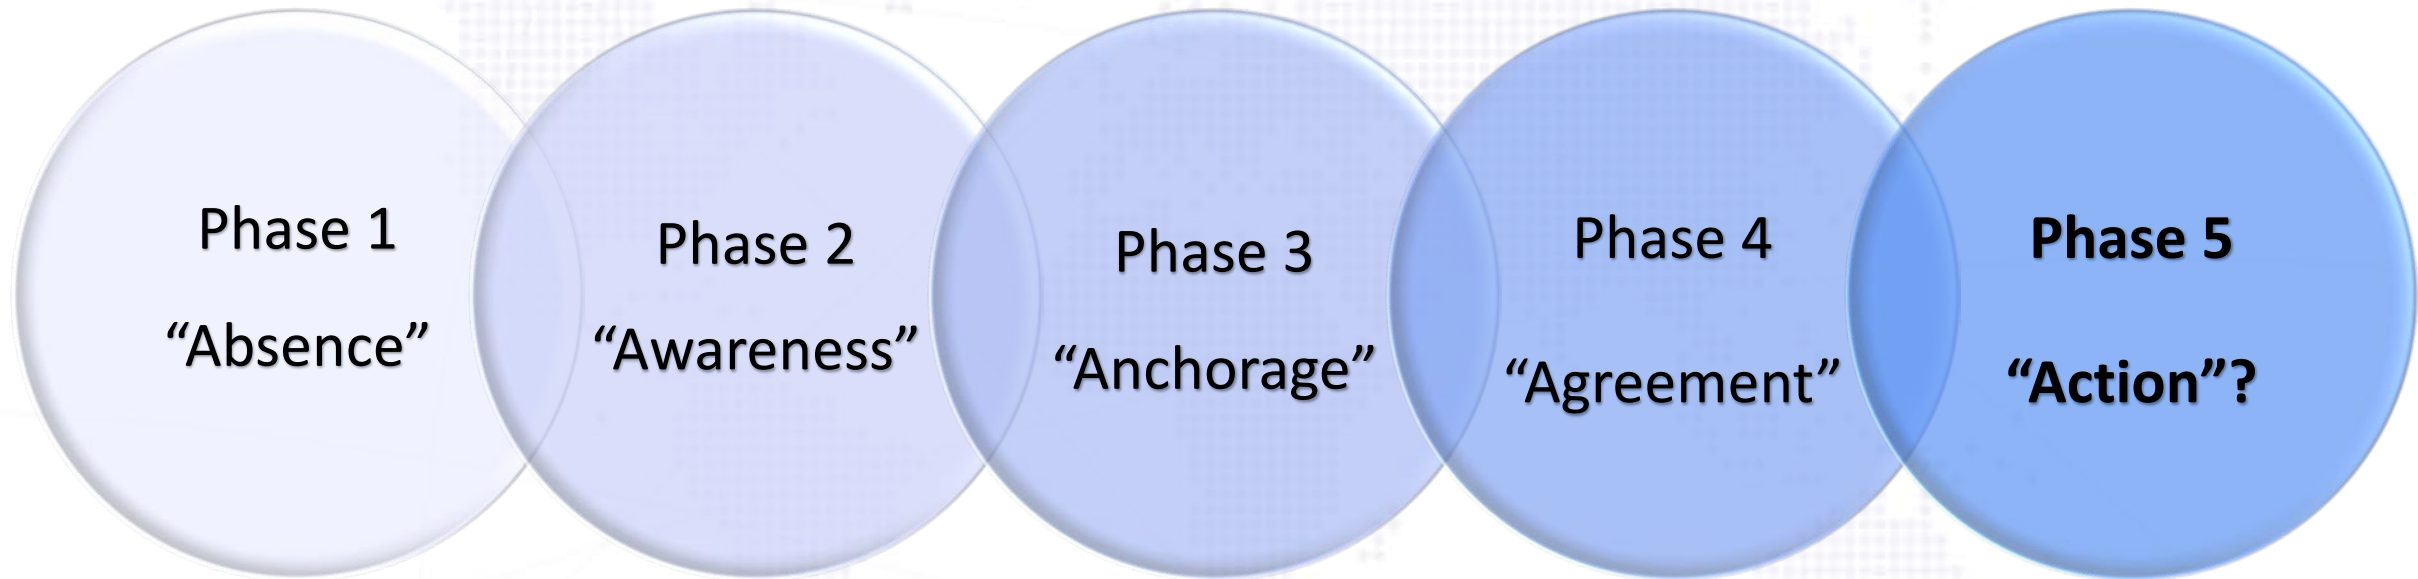 Phase 1
“Absence”
Phase 2
“Awareness”
Phase 3
“Anchorage”
Phase 4
“Agreement”
Phase 5
“Action”?